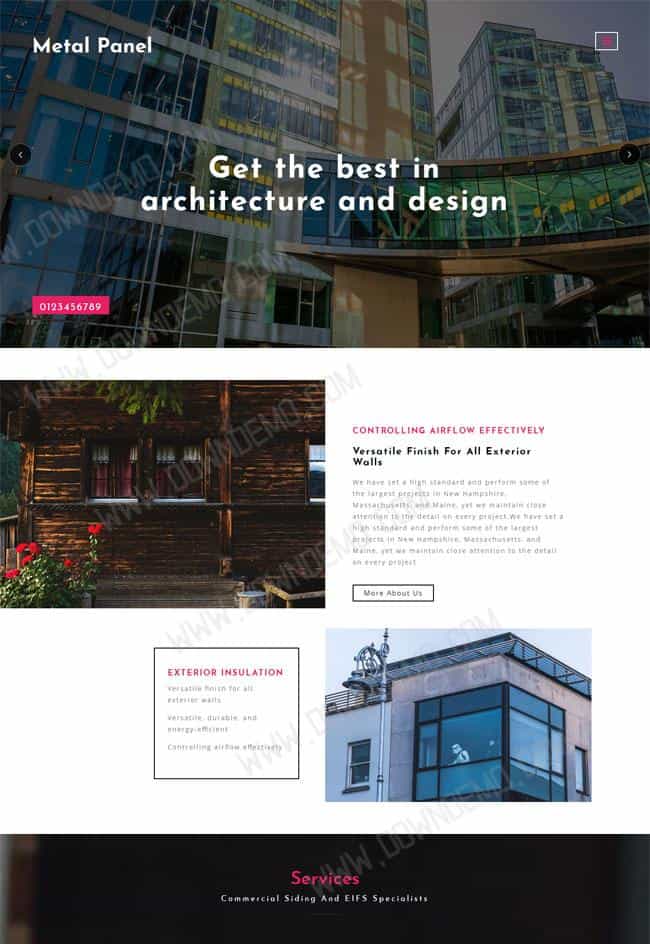 Metal Panel
Get the best in
architecture and design
0123456789
CONTROLLING AIRFLOW EFFECTIVELY
Versatile Finish For All Exterior
Walls
We have set a high standard and perform some of
the largest projects in New Hampshire,
Massachusetts, and Maine, yet we maintain close
attention to the detail on every project.We have set a
high standard and perform some of the largest
projects in New Hampshire, Massachusetts, and
Maine, yet we maintain close attention to the detail
on every project
More About Us
EXTERIOR INSULATION
Versatile finish for all
exterior walls
Versatile, durable, and
energy-efficient
Controlling airflow effectively
Services
Commercial Siding And EIFS Specialists
WWW.DOWNDEMO.COM